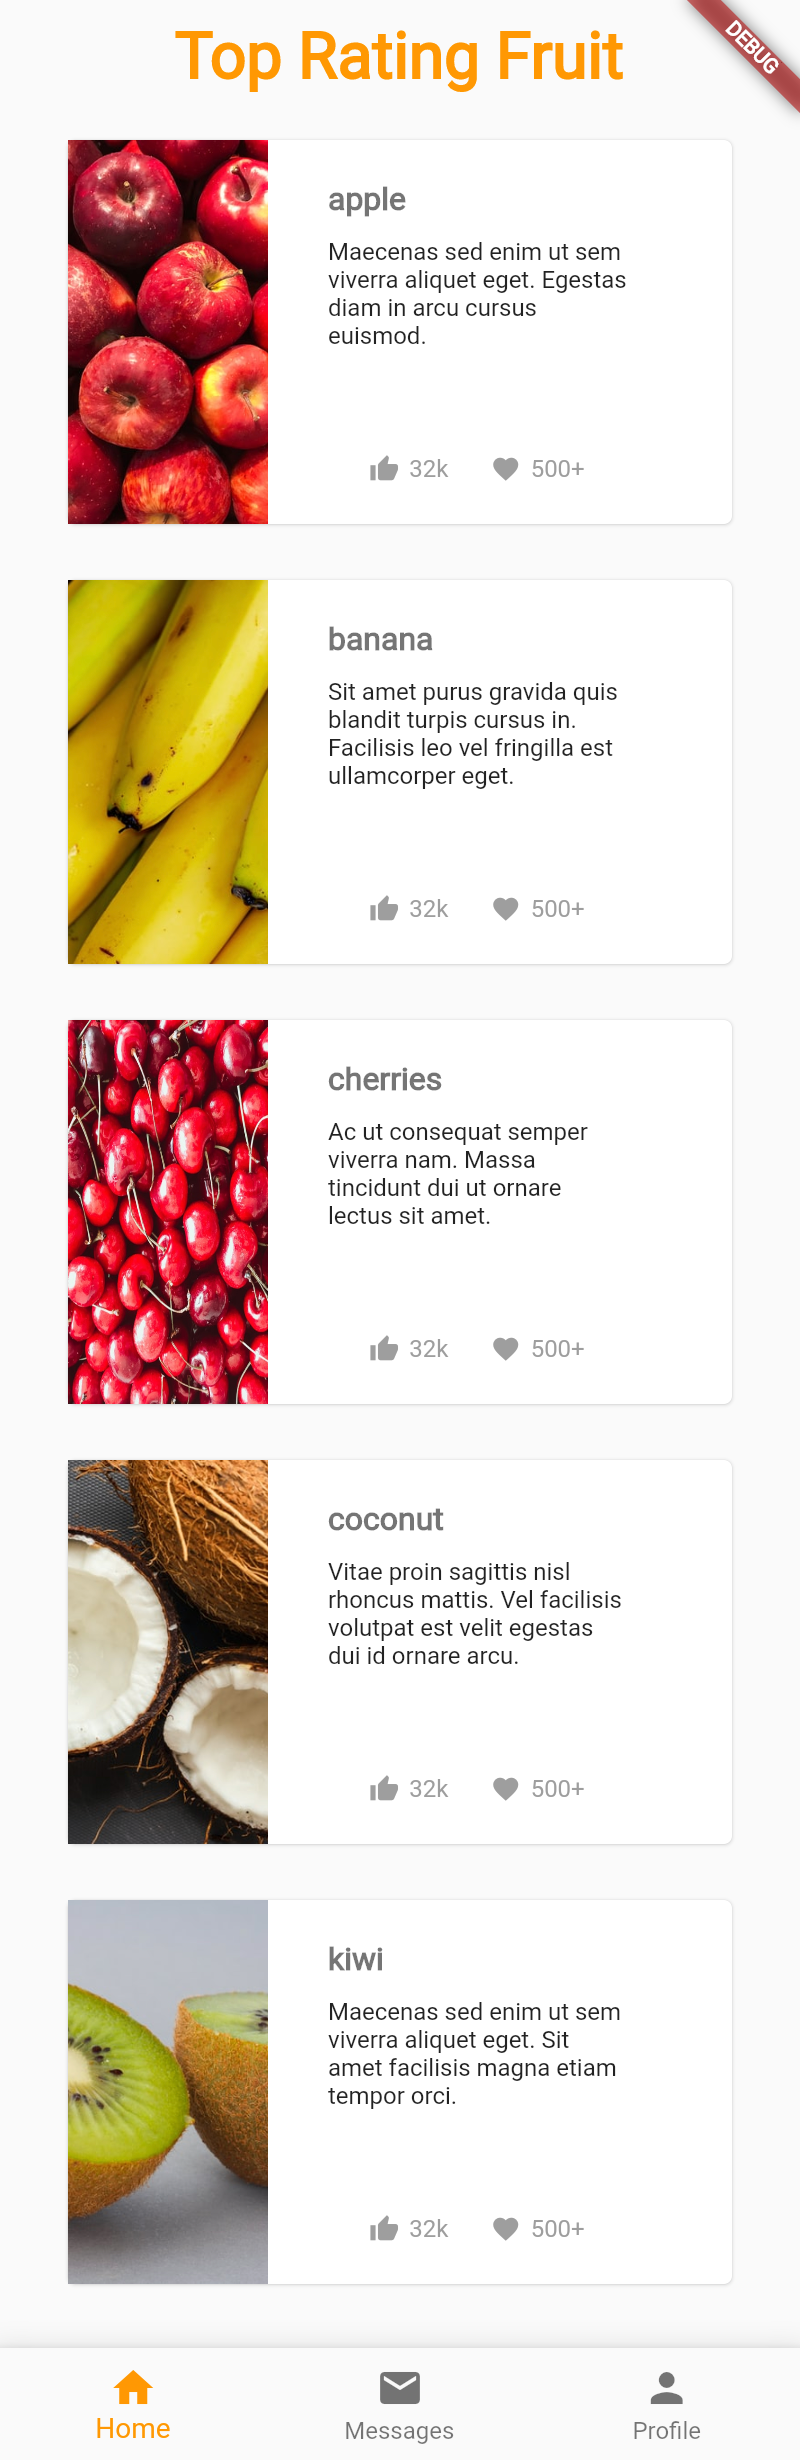 Top Rating Fruit
DEBUG
apple
Maecenas sed enim ut sem
viverra aliquet eget. Egestas
diam in arcu cursus
euismod.
32k 500+
banana
Sit amet purus gravida quis
blandit turpis cursus in.
Facilisis leo vel fringilla est
ullamcorper eget.
32k 500+
cherries
Ac ut consequat semper
viverra nam. Massa
tincidunt dui ut ornare
lectus sit amet.
32k 500+
coconut
Vitae proin sagittis nisl
rhoncus mattis. Vel facilisis
volutpat est velit egestas
dui id ornare arcu.
32k 500+
kiwi
Maecenas sed enim ut sem
viverra aliquet eget. Sit
amet facilisis magna etiam
tempor orci.
32k 500+
Home Messages Profile